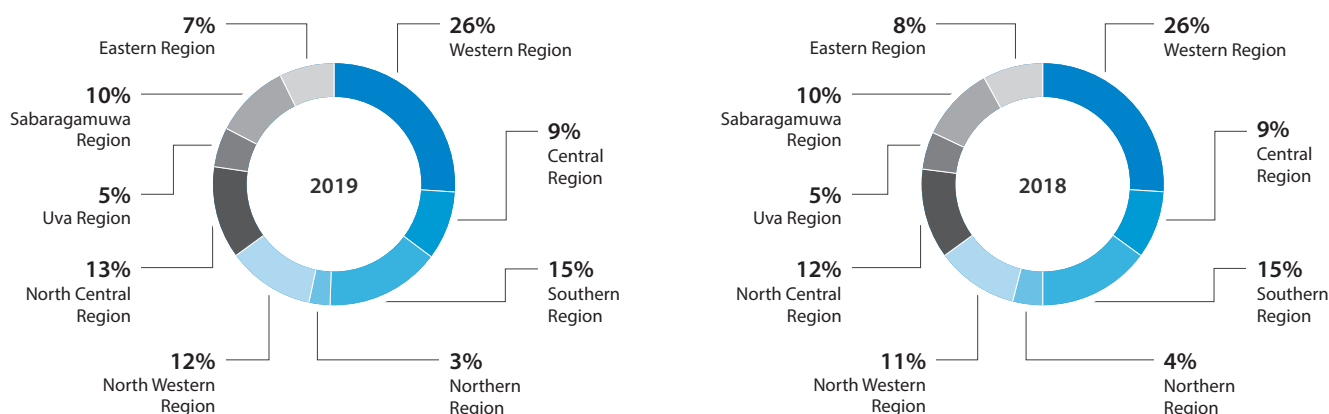 7%
Eastern Region
26%
Western Region
10%
Sabaragamuwa
Region
9%
Central
Region
2019
5%
Uva Region
13%
North Central
Region
15%
Southern
Region
12%
North Western
Region
3%
Northern
Region
8%
Eastern Region
26%
Western Region
10%
Sabaragamuwa
Region
9%
Central
Region
2018
5%
Uva Region
12%
North Central
Region
15%
Southern
Region
11%
North Western
Region
4%
Northern
Region